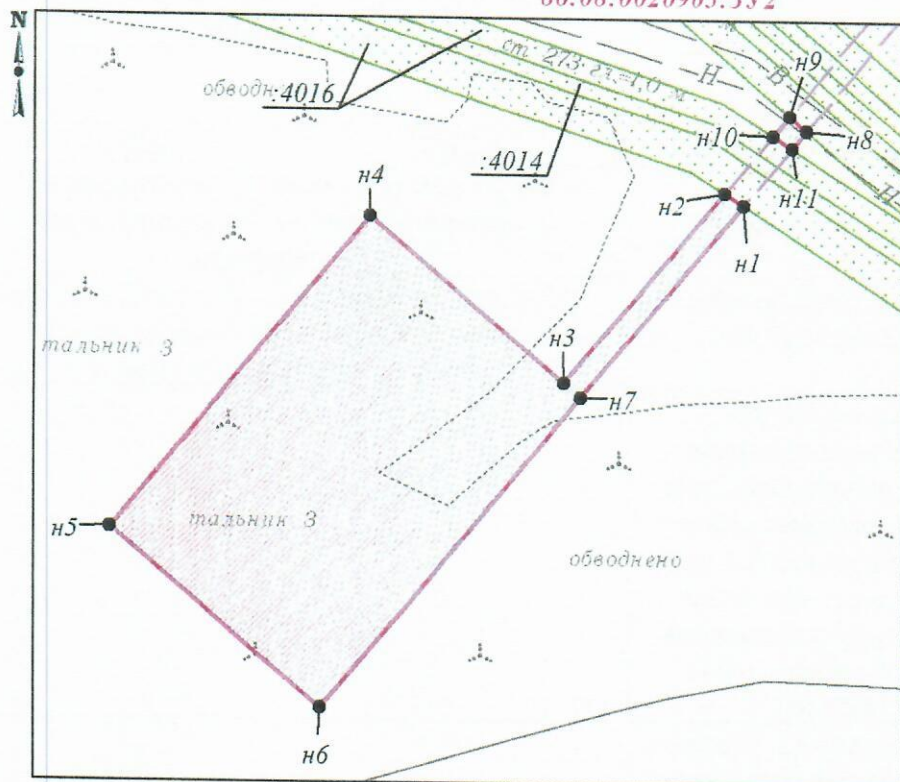 N
ст 273 гл.=1,0 м
Н
В
н9
обводн
:4016
н10
н8
:4014
н11
н4
н2
Н
н1
тальник 3
н3
н7
тальник 3
н5
обводнено
н6